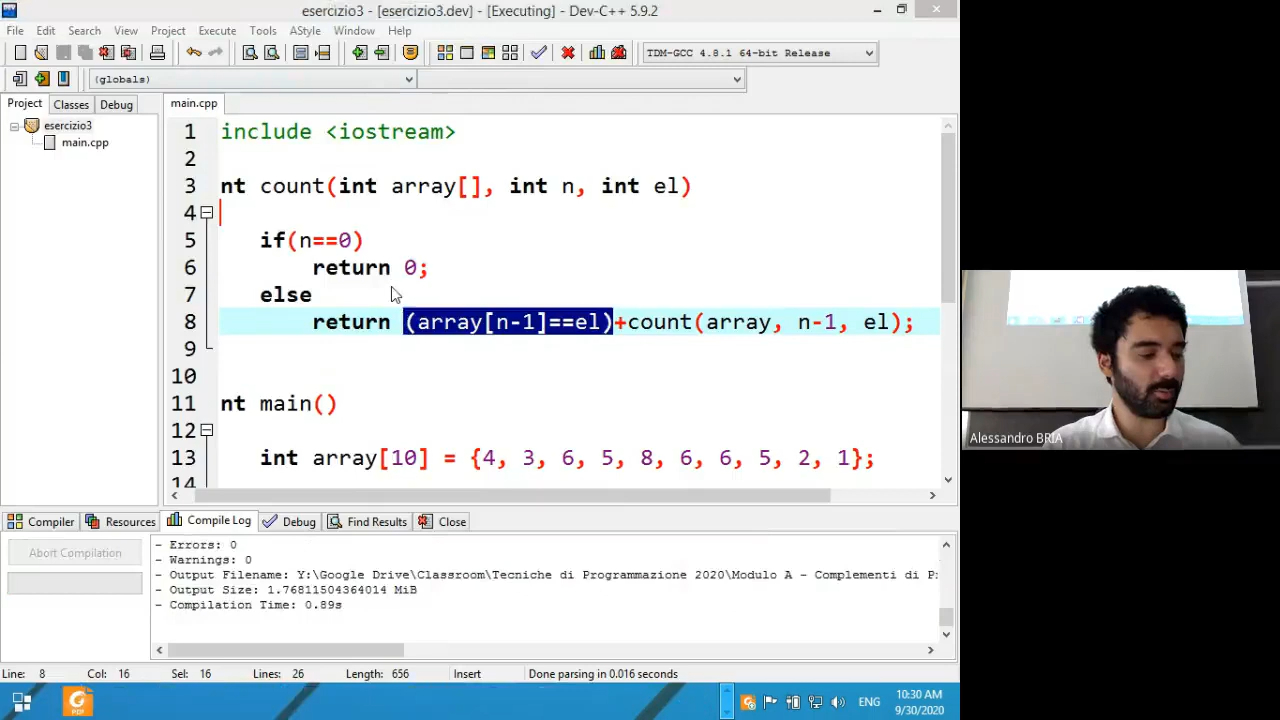 esercizio3 - [esercizio3.dev] - [Executing] - Dev-C++ 5.9.2
File Edit Search View Project Execute Tools AStyle Window Help
TDM-GCC 4.8.1 64-bit Release
(globals)
Project Classes Debug
main.cpp
esercizio3
main.cpp
1 include <iostream>
2
3 nt count(int array[], int n, int el)
4
5 if(n==0)
6 return 0;
7 else
8 return (array[n-1]==el)+count(array, n-1, el);
9
10
11 nt main()
12
13 int array[10] = {4, 3, 6, 5, 8, 6, 6, 5, 2, 1};
14
Compiler Resources Compile Log Debug Find Results Close
Abort Compilation
- Errors: 0
- Warnings: 0
- Output Filename: Y:\Google Drive\Classroom\Tecniche di Programmazione 2020\Modulo A - Complementi di P
- Output Size: 1.76811504364014 MiB
- Compilation Time: 0.89s
Line: 8 Col: 16 Sel: 16 Lines: 26 Length: 656 Insert Done parsing in 0.016 seconds
PDF
ENG
10:30 AM
9/30/2020
Alessandro BRIA